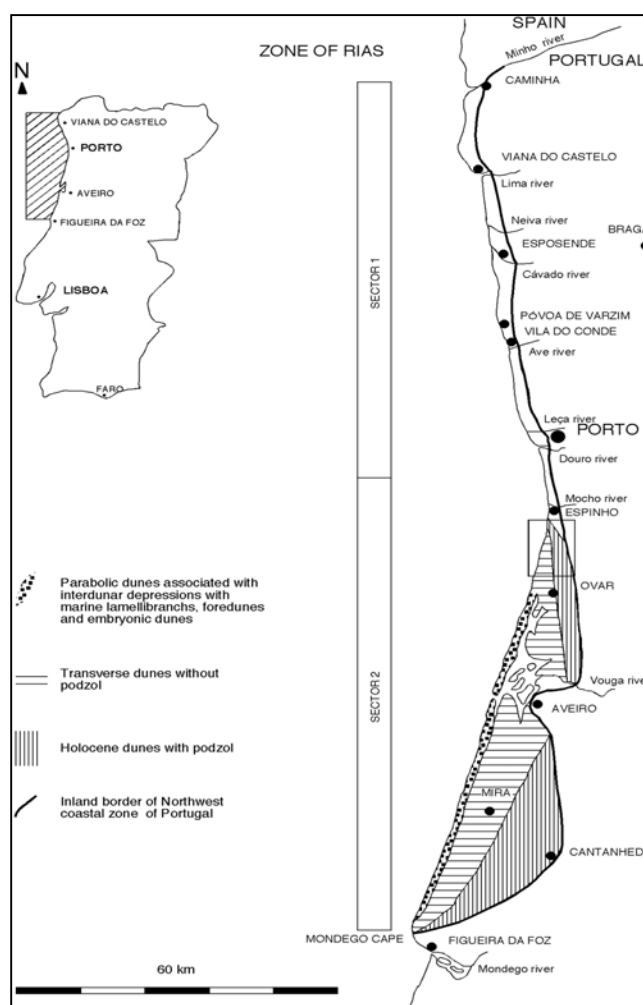 SPAIN
Minho river
PORTUGAL
ZONE OF RIAS
N
CAMINHA
VIANA DO CASTELO
PORTO
AVEIRO
FIGUEIRA DA FOZ
LISBOA
FARO
VIANA DO CASTELO
Lima river
Neiva river
BRAGA
ESPOSENDE
Cávado river
SECTOR 1
PÓVOA DE VARZIM
VILA DO CONDE
Ave river
Leça river
PORTO
Douro river
Mocho river
ESPINHO
OVAR
Parabolic dunes associated with
interdunar depressions with
marine lamellibranchs, foredunes
and embryonic dunes
Transverse dunes without
podzol
Holocene dunes with podzol
Inland border of Northwest
coastal zone of Portugal
SECTOR 2
Vouga rive
AVEIRO
MIRA
CANTANHED
MONDEGO CAPE
FIGUEIRA DA FOZ
Mondego river
60 km